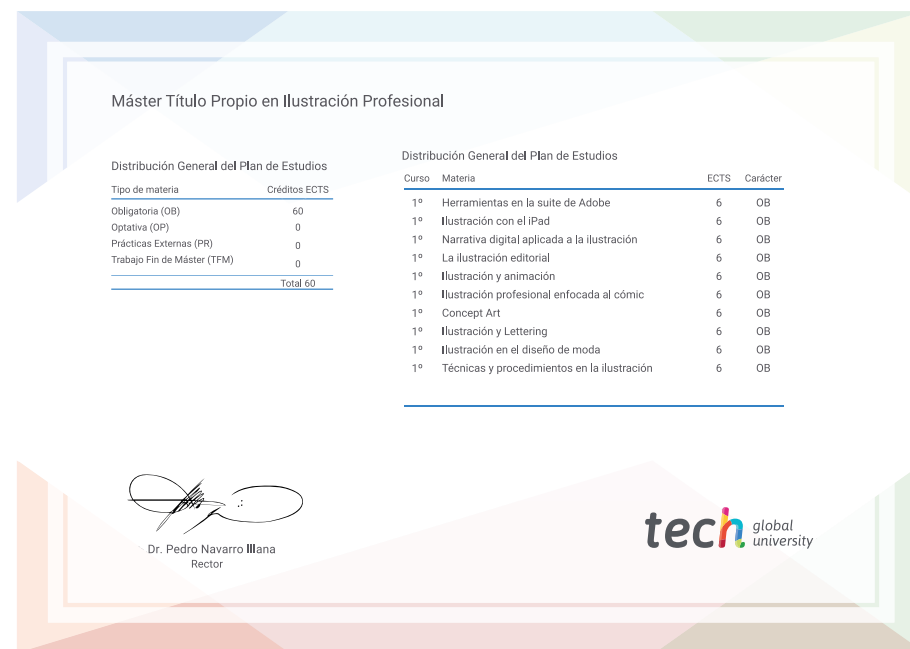 Máster Título Propio en Ilustración Profesional
Distribución General del Plan de Estudios
Tipo de materia Créditos ECTS
Obligatoria (OB) 60
Optativa (OP) 0
Prácticas Externas (PR) 0
Trabajo Fin de Máster (TFM) 0
Total 60
Distribución General del Plan de Estudios
Curso Materia ECTS Carácter
1º Herramientas en la suite de Adobe 6 OB
1º Ilustración con el iPad 6 OB
1º Narrativa digital aplicada a la ilustración 6 OB
1º La ilustración editorial 6 OB
1º Ilustración y animación 6 OB
1º Ilustración profesional enfocada al cómic 6 OB
1º Concept Art 6 OB
1º Ilustración y Lettering 6 OB
1º Ilustración en el diseño de moda 6 OB
1º Técnicas y procedimientos en la ilustración 6 OB
Dr. Pedro Navarro Illana
Rector
tech global
university